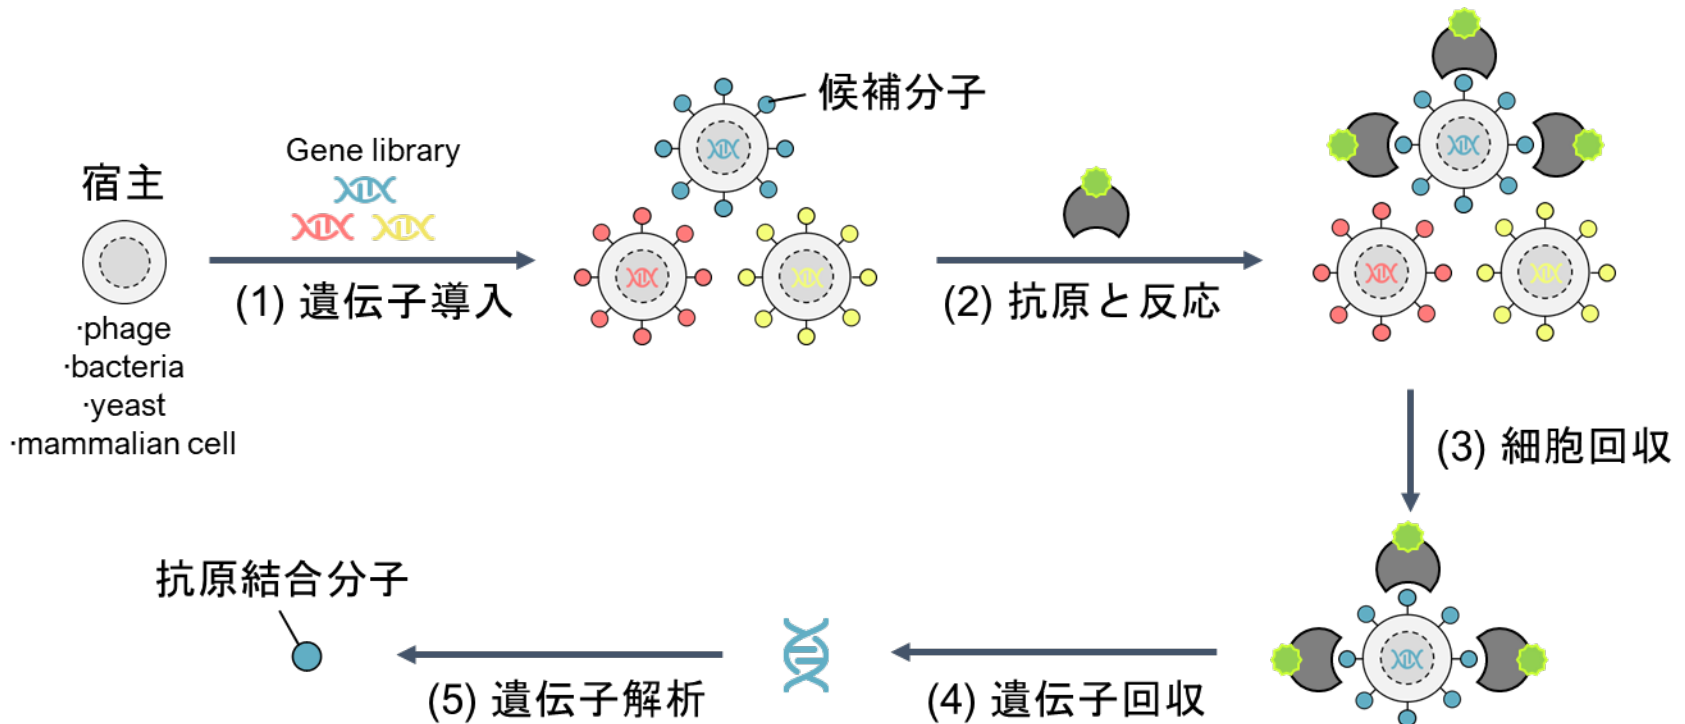 宿主
·phage
·bacteria
·yeast
·mammalian cell
Gene library
(1) 遺伝子導入
候補分子
(2) 抗原と反応
(3) 細胞回収
(4) 遺伝子回収
(5) 遺伝子解析
抗原結合分子